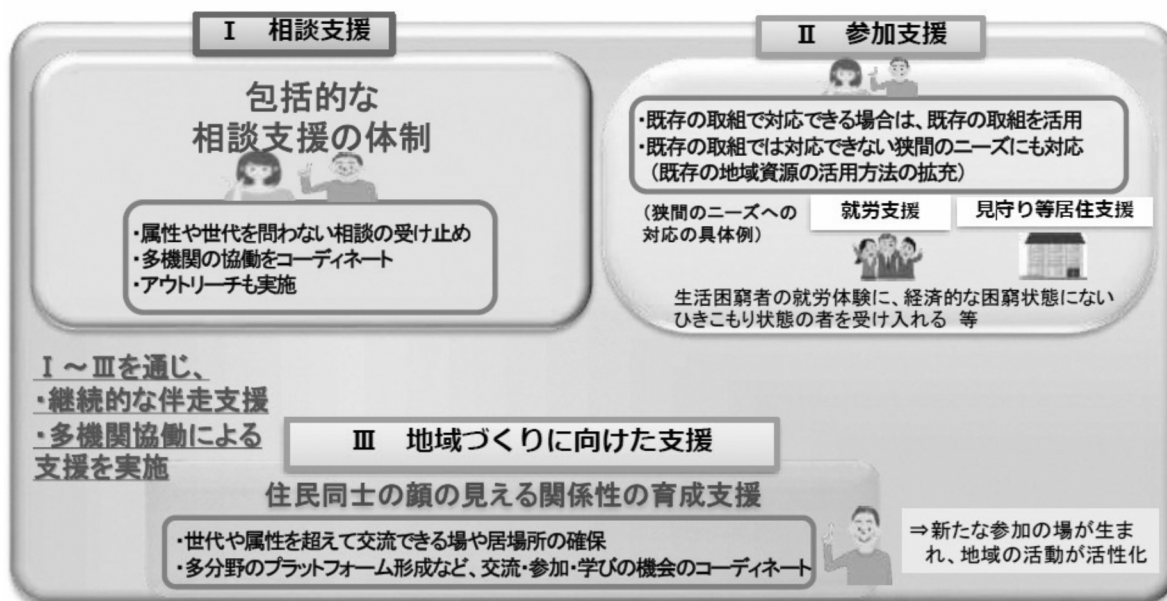 Ⅰ 相談支援
包括的な
相談支援の体制
・属性や世代を問わない相談の受け止め
・多機関の協働をコーディネート
・アウトリーチも実施
Ⅱ 参加支援
・既存の取組で対応できる場合は、既存の取組を活用
・既存の取組では対応できない狭間のニーズにも対応
（既存の地域資源の活用方法の拡充）
（狭間のニーズへの
対応の具体例）
就労支援
見守り等居住支援
生活困窮者の就労体験に、経済的な困窮状態にない
ひきこもり状態の者を受け入れる 等
Ⅰ～Ⅲを通じ、
・継続的な伴走支援
・多機関協働による
支援を実施
Ⅲ 地域づくりに向けた支援
住民同士の顔の見える関係性の育成支援
・世代や属性を超えて交流できる場や居場所の確保
・多分野のプラットフォーム形成など、交流・参加・学びの機会のコーディネート
⇒新たな参加の場が生ま
れ、地域の活動が活性化